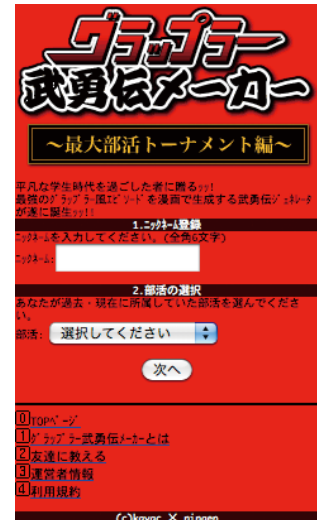 グラップラー
武勇伝メーカー
〜最大部活トーナメント編〜
平凡な学生時代を過ごした者に贈るッッ!
最強のｸﾞﾗｯﾌﾟﾗｰ風ｴﾋﾟｿｰﾄﾞを漫画で生成する武勇伝ｼﾞｪﾈﾚｰﾀ
が遂に誕生ッッ!!
1.ﾆｯｸﾈｰﾑ登録
ﾆｯｸﾈｰﾑを入力してください。(全角6文字)
ﾆｯｸﾈｰﾑ:
2.部活の選択
あなたが過去・現在に所属していた部活を選んでくださ
い。
部活: 選択してください
次へ
0 TOPﾍﾟｰｼﾞ
1 ｸﾞﾗｯﾌﾟﾗｰ武勇伝ﾒｰｶｰとは
2 友達に教える
3 運営者情報
4 利用規約
(c)kayac × ningen